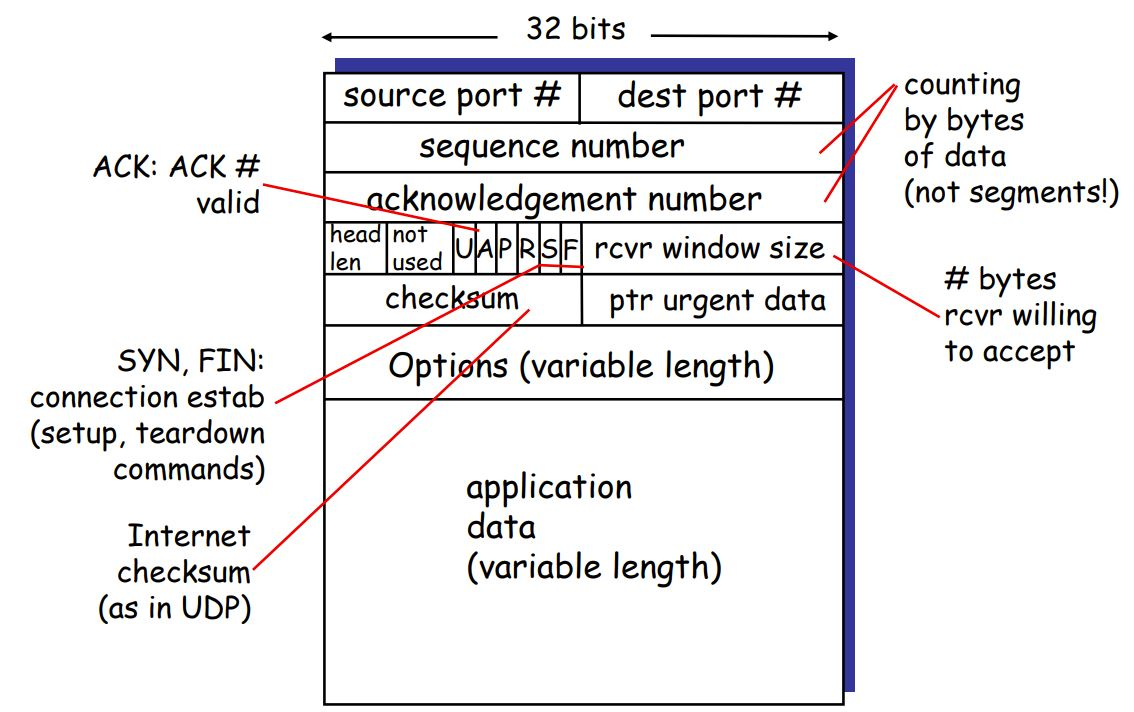 32 bits
source port #
dest port #
sequence number
acknowledgement number
head
len
not
used
U
A
P
R
S
F
rcvr window size
checksum
ptr urgent data
Options (variable length)
application
data
(variable length)
ACK: ACK #
valid
SYN, FIN:
connection estab
(setup, teardown
commands)
Internet
checksum
(as in UDP)
counting
by bytes
of data
(not segments!)
# bytes
rcvr willing
to accept